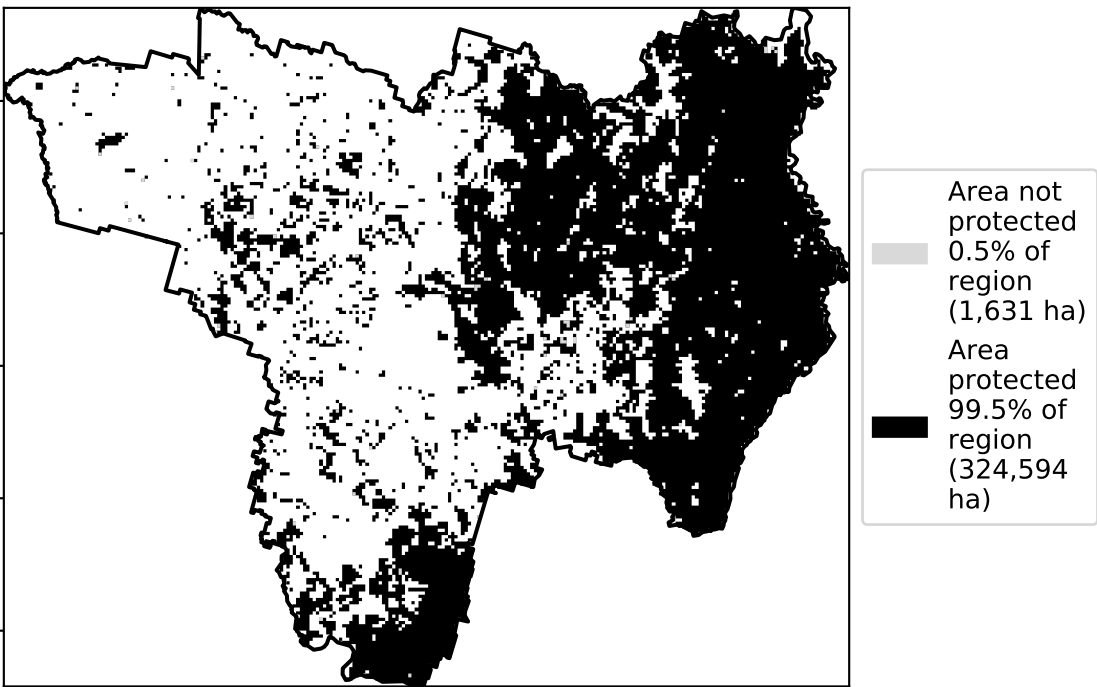 Area not
protected
0.5% of
region
(1,631 ha)
Area
protected
99.5% of
region
(324,594
ha)